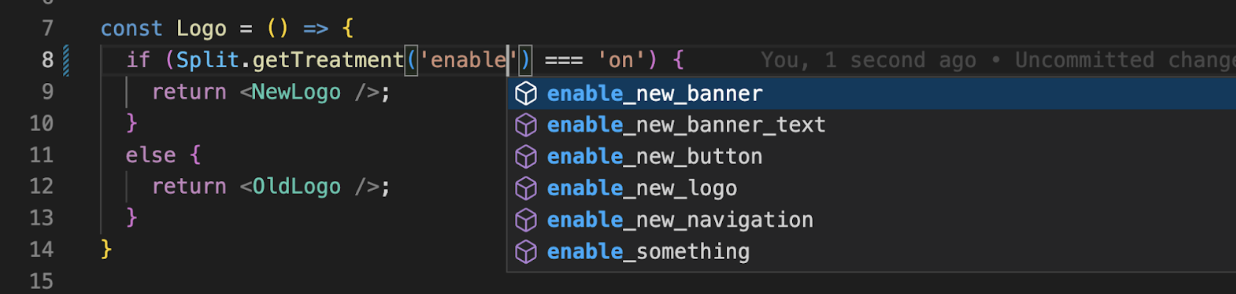 7 const Logo = () => {
8 if (Split.getTreatment('enable') === 'on') { You, 1 second ago • Uncommitted change
9 return <NewLogo />;
enable_new_banner
10 }
enable_new_banner_text
11 else {
enable_new_button
12 return <OldLogo />;
enable_new_logo
13 }
enable_new_navigation
14 }
enable_something
15